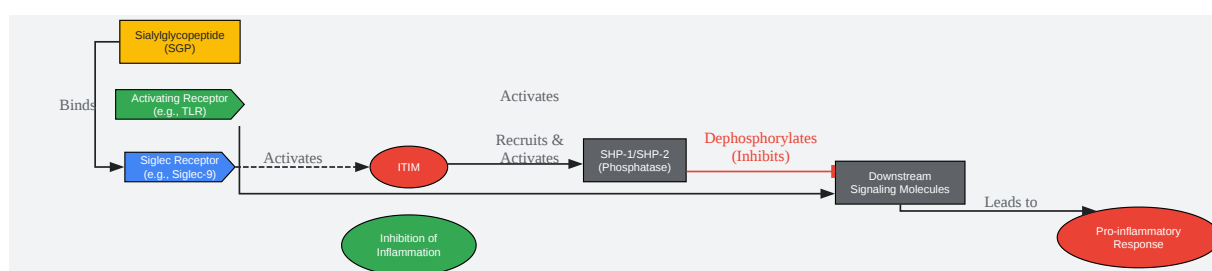 Sialylglycopeptide
(SGP)
Binds
Activating Receptor
(e.g., TLR)
Activates
Siglec Receptor
(e.g., Siglec-9)
Activates
ITIM
Recruits &
Activates
SHP-1/SHP-2
(Phosphatase)
Dephosphorylates
(Inhibits)
Downstream
Signaling Molecules
Leads to
Pro-inflammatory
Response
Inhibition of
Inflammation